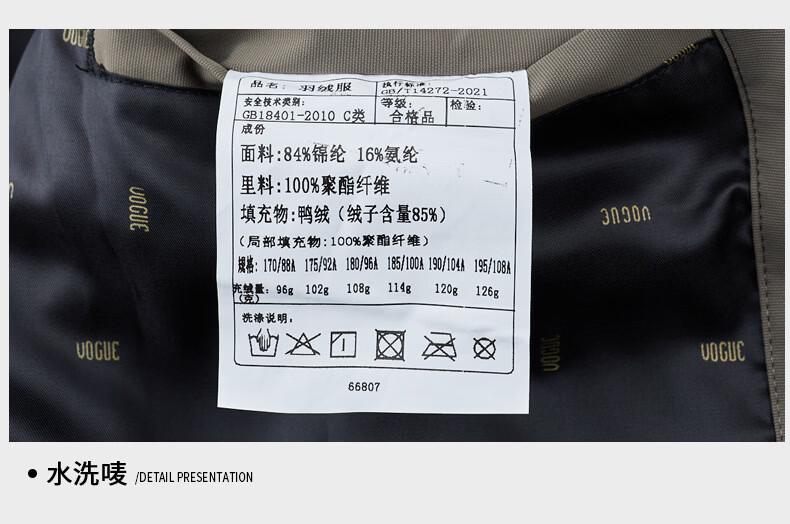 VOGUE
品名: 羽绒服
执行标准:
GB/T14272-2021
安全技术类别:
GB18401-2010 C类
等级:
合格品
检验:
成份
面料:84%锦纶 16%氨纶
里料:100%聚酯纤维
填充物:鸭绒（绒子含量85%）
(局部填充物:100%聚酯纤维)
规格: 170/88A 175/92A 180/96A 185/100A 190/104A 195/108A
充绒量: 96g 102g 108g 114g 120g 126g
(克)
洗涤说明:
66807
VOGUE
VOGUE
VOGUE
VOGUE
VOGUE
• 水洗唛 /DETAIL PRESENTATION